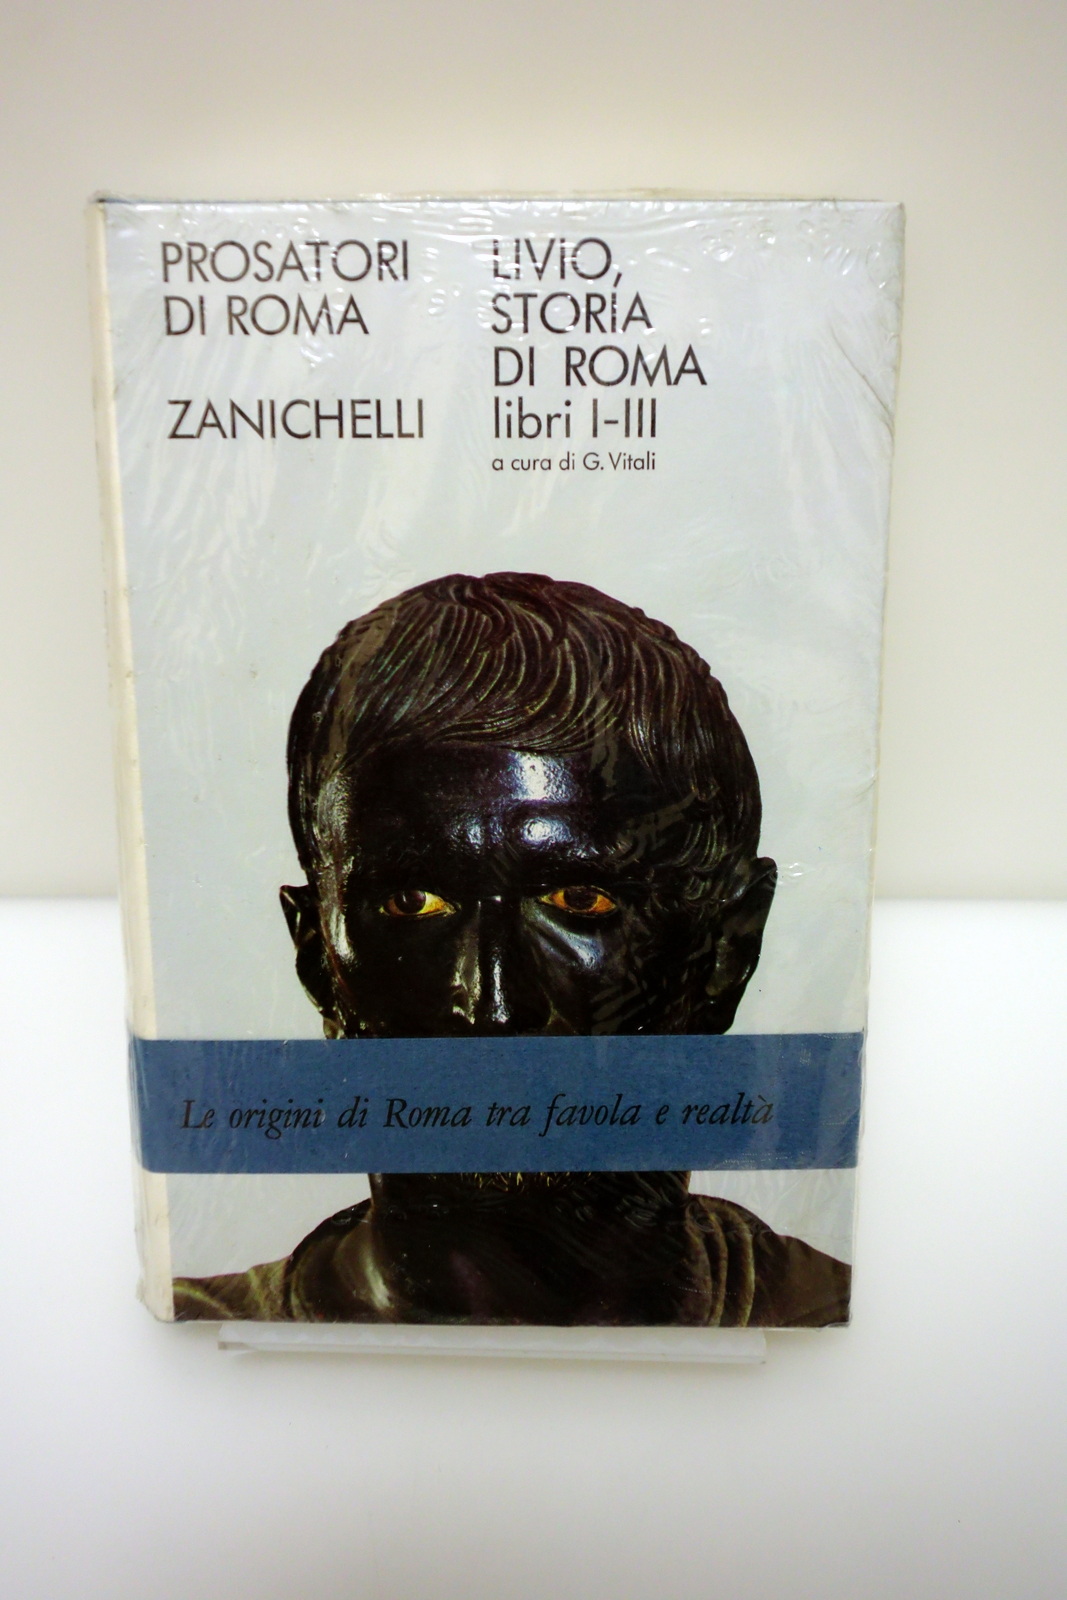 PROSATORI
DI ROMA
ZANICHELLI
LIVIO,
STORIA
DI ROMA
libri I-III
a cura di G. Vitali
Le origini di Roma tra favola e realtà